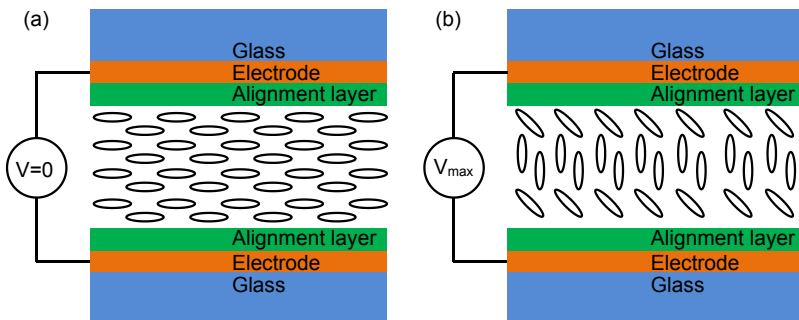 (a)
Glass
Electrode
Alignment layer
V=0
Alignment layer
Electrode
Glass
(b)
Glass
Electrode
Alignment layer
Vmax
Alignment layer
Electrode
Glass